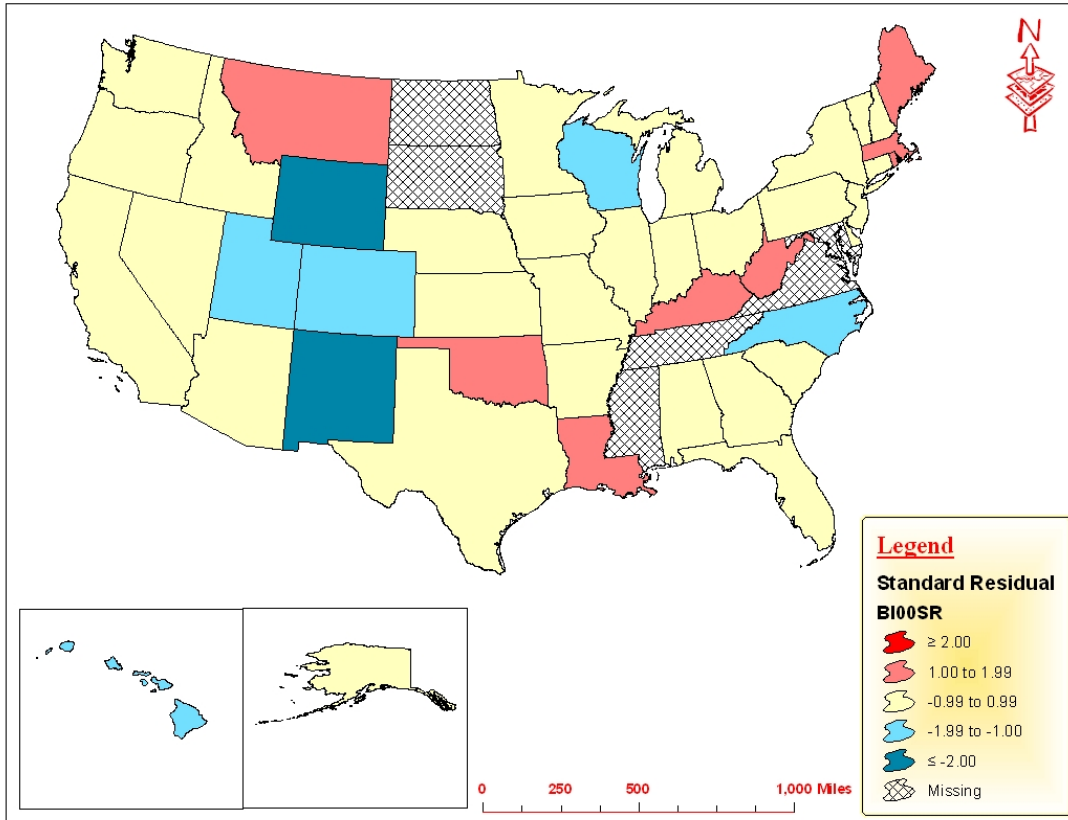 N
Legend
Standard Residual
BI00SR
≥ 2.00
1.00 to 1.99
-0.99 to 0.99
-1.99 to -1.00
≤ -2.00
Missing
0 250 500 1,000 Miles